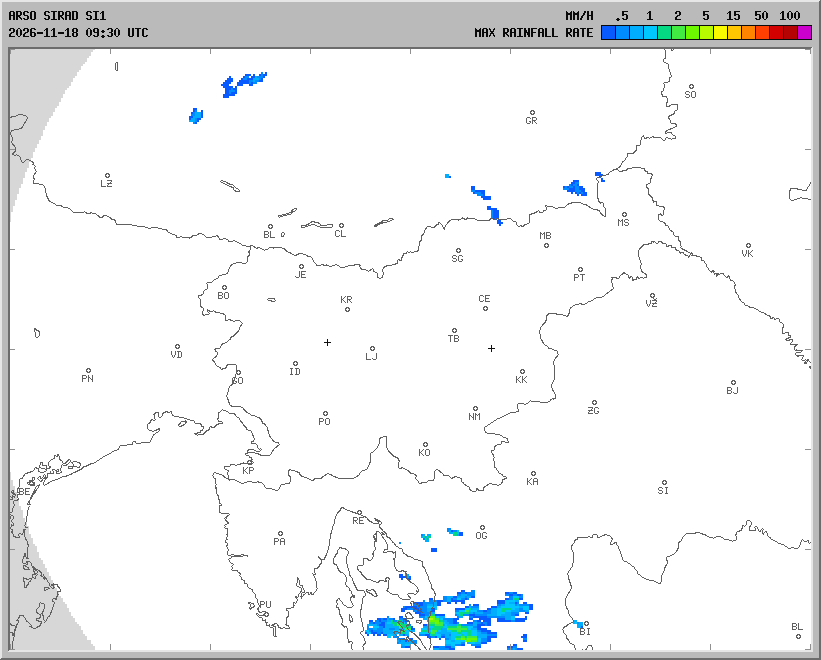 ARSO SIRAD SI1
2026-11-18 09:30 UTC
MM/H .5 1 2 5 15 50 100
MAX RAINFALL RATE
SO
GR
LZ
MS
BL
CL
MB
VK
SG
JE
PT
BO
KR
CE
VZ
TB
VD
LJ
ID
PN
GO
KK
BJ
ZG
NM
PO
KO
KP
KA
BE
SI
RE
PA
OG
PU
BI
BL